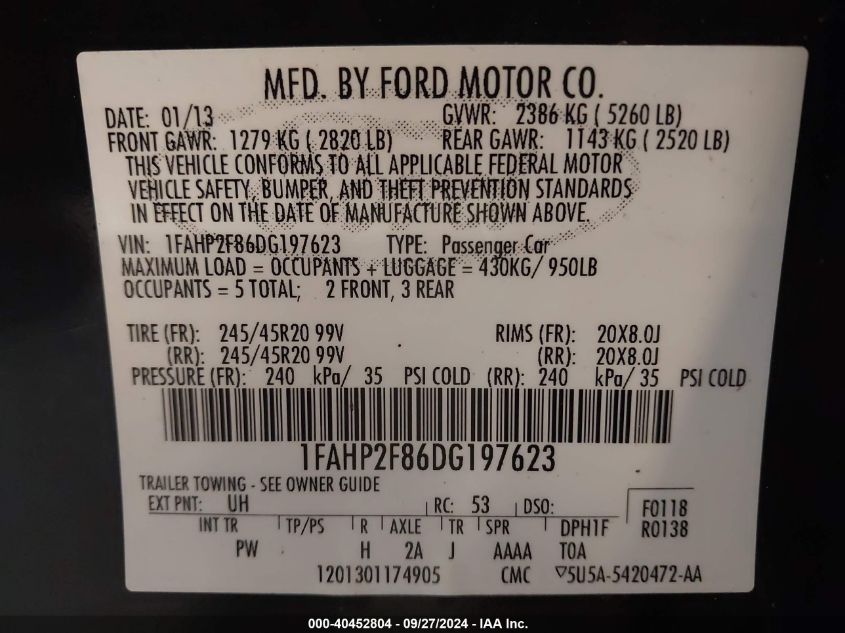 MFD. BY FORD MOTOR CO.
DATE: 01/13 GVWR: 2386 KG ( 5260 LB)
FRONT GAWR: 1279 KG ( 2820 LB) REAR GAWR: 1143 KG ( 2520 LB)
THIS VEHICLE CONFORMS TO ALL APPLICABLE FEDERAL MOTOR
VEHICLE SAFETY, BUMPER, AND THEFT PREVENTION STANDARDS
IN EFFECT ON THE DATE OF MANUFACTURE SHOWN ABOVE.
VIN: 1FAHP2F86DG197623 TYPE: Passenger Car
MAXIMUM LOAD = OCCUPANTS + LUGGAGE = 430KG/ 950LB
OCCUPANTS = 5 TOTAL; 2 FRONT, 3 REAR
TIRE (FR): 245/45R20 99V RIMS (FR): 20X8.0J
(RR): 245/45R20 99V (RR): 20X8.0J
PRESSURE (FR): 240 kPa/ 35 PSI COLD (RR): 240 kPa/ 35 PSI COLD
1FAHP2F86DG197623
TRAILER TOWING - SEE OWNER GUIDE
EXT PNT: UH RC: 53 DSO: F0118
INT TR TP/PS R AXLE TR SPR DPH1F R0138
PW H 2A J AAAA TOA
1201301174905 CMC ▽5U5A-5420472-AA
000-40452804 - 09/27/2024 - IAA Inc.